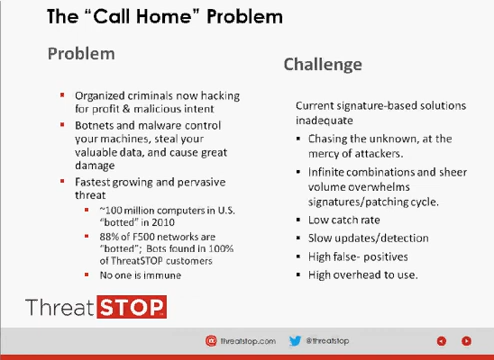 The "Call Home" Problem
Problem
▪ Organized criminals now hacking
for profit & malicious intent
▪ Botnets and malware control
your machines, steal your
valuable data, and cause great
damage
▪ Fastest growing and pervasive
threat
▪ ~100 million computers in U.S.
"botted" in 2010
▪ 88% of F500 networks are
"botted"; Bots found in 100%
of ThreatSTOP customers
▪ No one is immune
Challenge
Current signature-based solutions
inadequate
▪ Chasing the unknown, at the
mercy of attackers.
▪ Infinite combinations and sheer
volume overwhelms
signatures/patching cycle.
▪ Low catch rate
▪ Slow updates/detection
▪ High false- positives
▪ High overhead to use.
ThreatSTOP
threatstop.com @threatstop